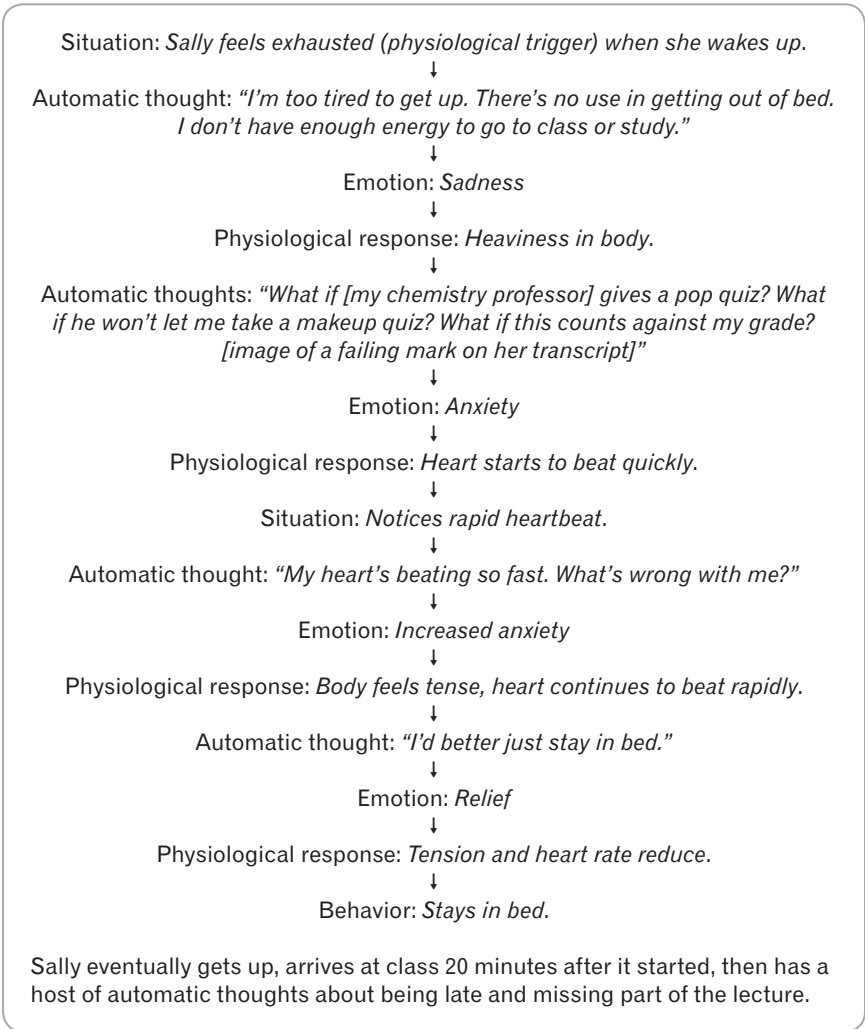 Situation: Sally feels exhausted (physiological trigger) when she wakes up.
↓
Automatic thought: “I’m too tired to get up. There’s no use in getting out of bed.
I don’t have enough energy to go to class or study.”
↓
Emotion: Sadness
↓
Physiological response: Heaviness in body.
↓
Automatic thoughts: “What if [my chemistry professor] gives a pop quiz? What
if he won’t let me take a makeup quiz? What if this counts against my grade?
[image of a failing mark on her transcript]”
↓
Emotion: Anxiety
↓
Physiological response: Heart starts to beat quickly.
↓
Situation: Notices rapid heartbeat.
↓
Automatic thought: “My heart’s beating so fast. What’s wrong with me?”
↓
Emotion: Increased anxiety
↓
Physiological response: Body feels tense, heart continues to beat rapidly.
↓
Automatic thought: “I’d better just stay in bed.”
↓
Emotion: Relief
↓
Physiological response: Tension and heart rate reduce.
↓
Behavior: Stays in bed.
Sally eventually gets up, arrives at class 20 minutes after it started, then has a
host of automatic thoughts about being late and missing part of the lecture.